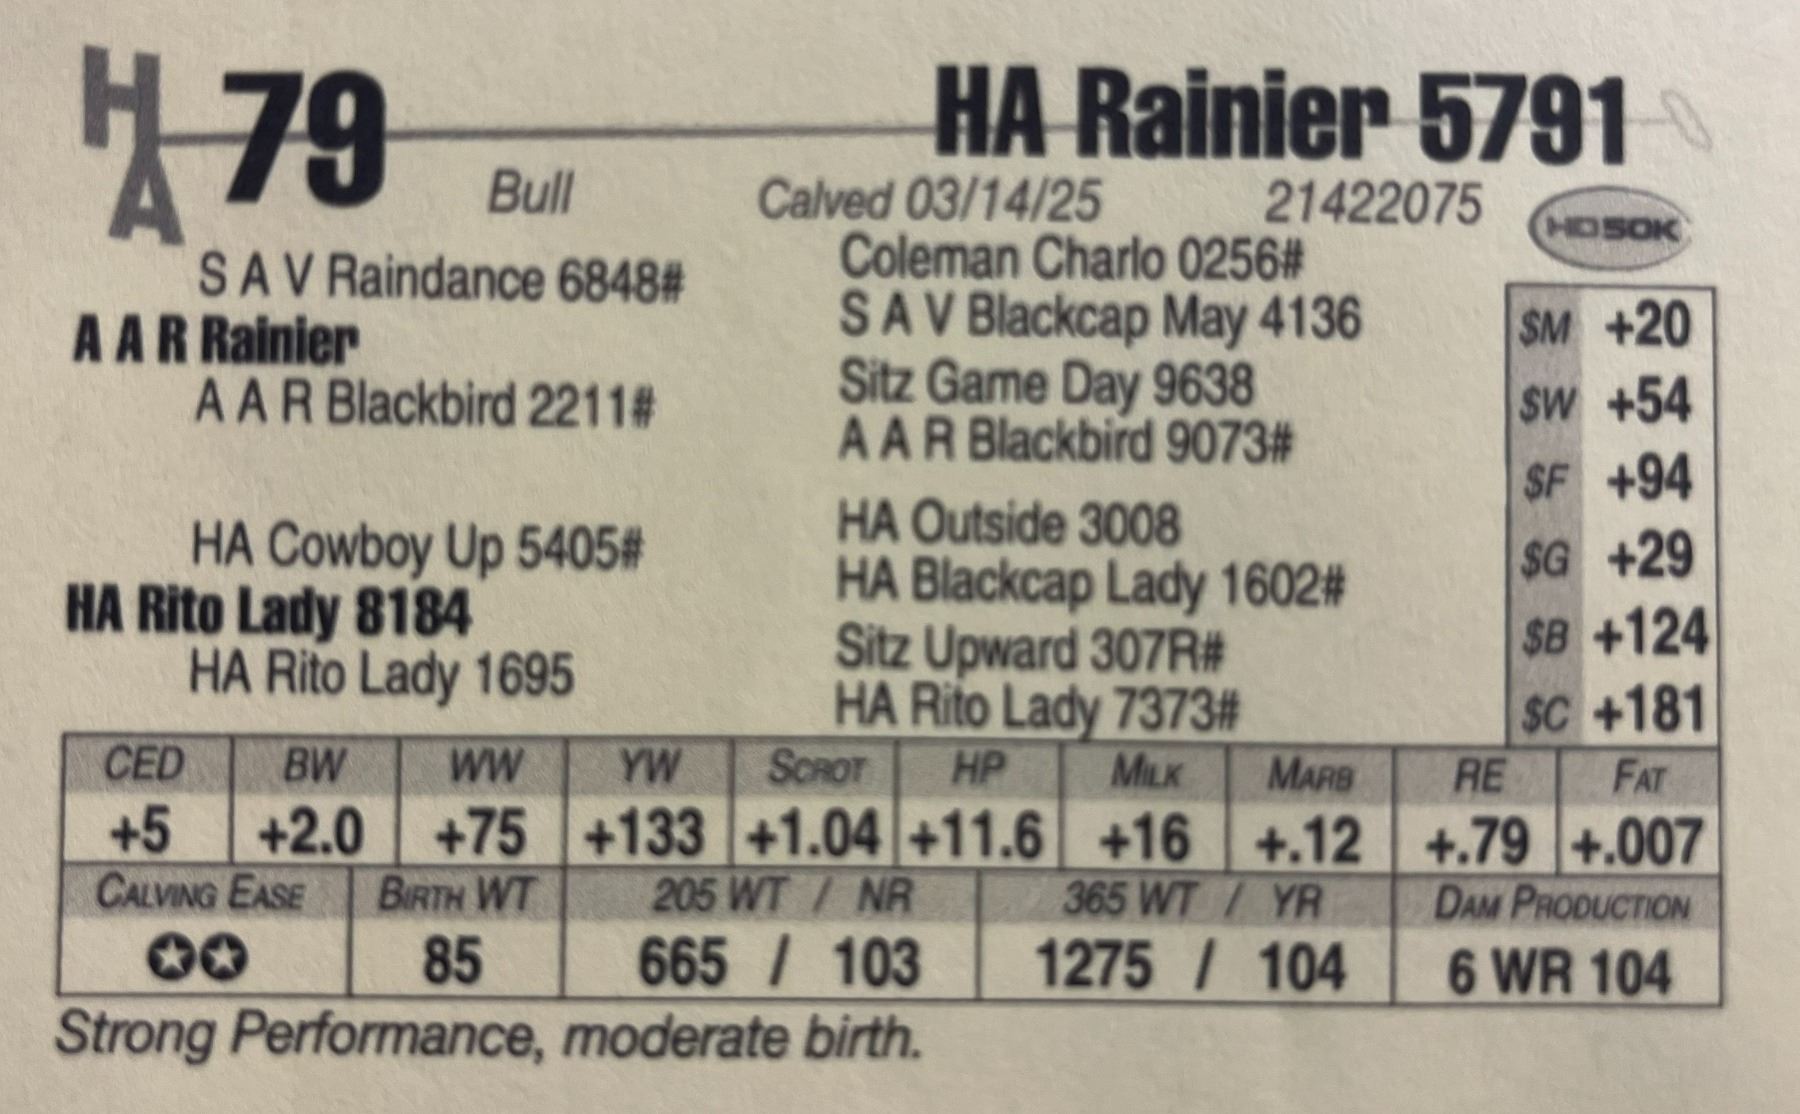 HA 79 HA Rainier 5791
Bull Calved 03/14/25 21422075
HD50K
S A V Raindance 6848#
A A R Rainier
A A R Blackbird 2211#
HA Cowboy Up 5405#
HA Rito Lady 8184
HA Rito Lady 1695
Coleman Charlo 0256#
S A V Blackcap May 4136
Sitz Game Day 9638
A A R Blackbird 9073#
HA Outside 3008
HA Blackcap Lady 1602#
Sitz Upward 307R#
HA Rito Lady 7373#
$M +20
$W +54
$F +94
$G +29
$B +124
$C +181
CED BW WW YW SCROT HP MILK MARB RE FAT
+5 +2.0 +75 +133 +1.04 +11.6 +16 +.12 +.79 +.007
CALVING EASE BIRTH WT 205 WT / NR 365 WT / YR DAM PRODUCTION
✪✪ 85 665 / 103 1275 / 104 6 WR 104
Strong Performance, moderate birth.